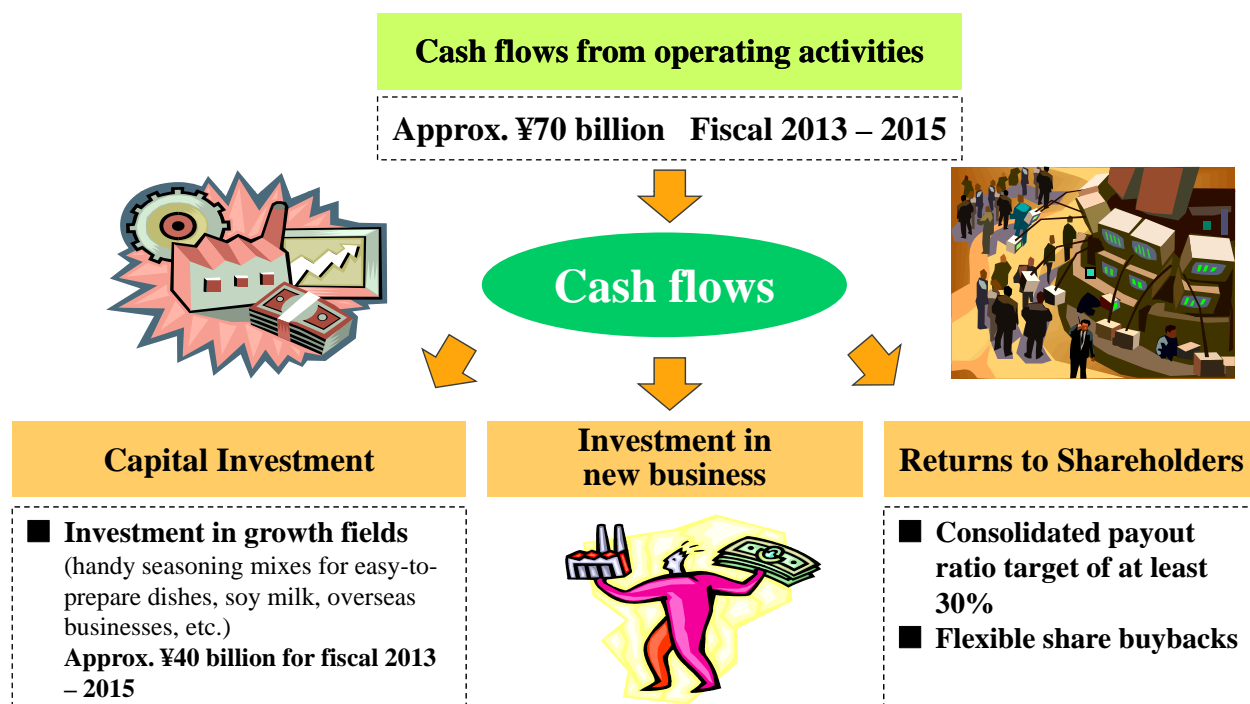 Cash flows from operating activities
Approx. ¥70 billion Fiscal 2013 – 2015
Cash flows
Capital Investment
Investment in
new business
Returns to Shareholders
■ Investment in growth fields
(handy seasoning mixes for easy-to-
prepare dishes, soy milk, overseas
businesses, etc.)
Approx. ¥40 billion for fiscal 2013
– 2015
■ Consolidated payout
ratio target of at least
30%
■ Flexible share buybacks